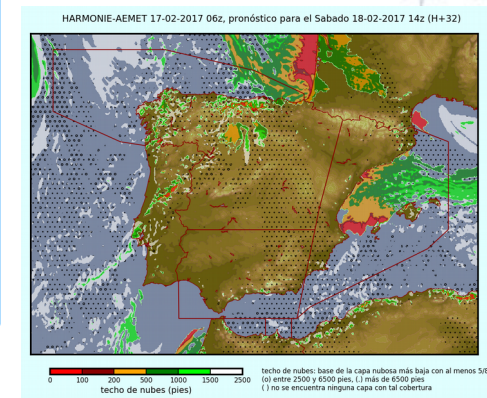 HARMONIE-AEMET 17-02-2017 06z, pronóstico para el Sabado 18-02-2017 14z (H+32)
0 100 200 500 1000 1500 2500
techo de nubes (pies)
techo de nubes: base de la capa nubosa más baja con al menos 5/8
(o) entre 2500 y 6500 pies, (.) mas de 6500 pies
( ) no se encuentra ninguna capa con tal cobertura